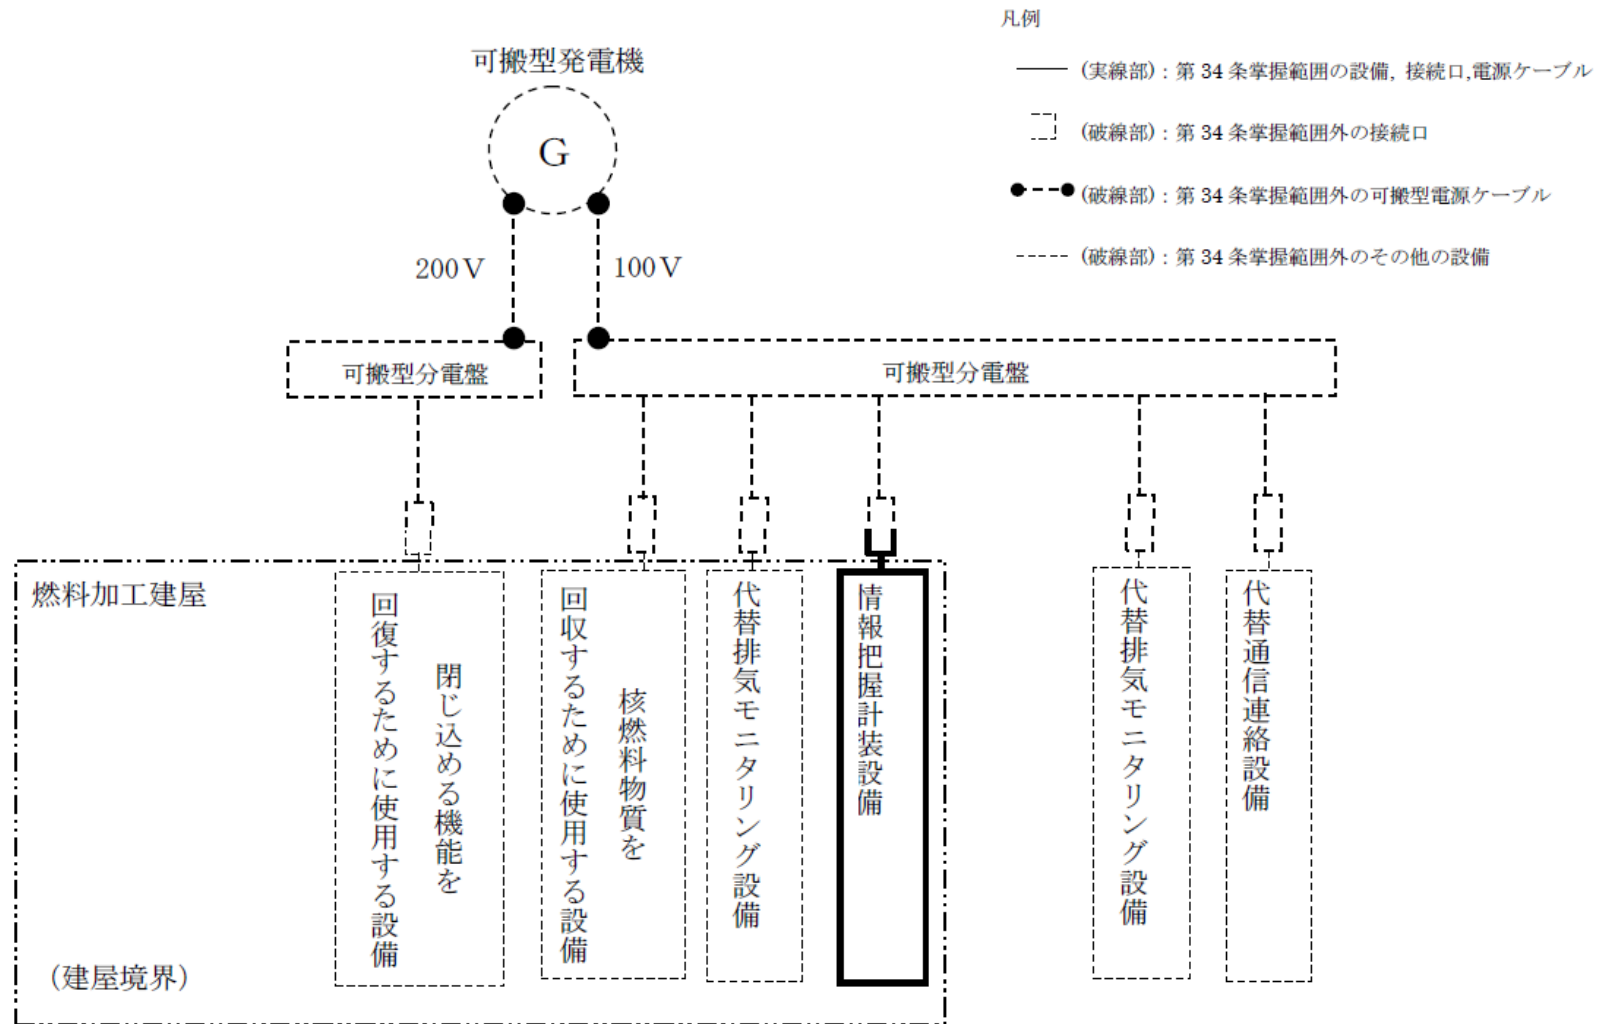 凡例
可搬型発電機
(実線部)：第 34 条掌握範囲の設備, 接続口,電源ケーブル
G
(破線部)：第 34 条掌握範囲外の接続口
(破線部)：第 34 条掌握範囲外の可搬型電源ケーブル
200V
100V
(破線部)：第 34 条掌握範囲外のその他の設備
可搬型分電盤
可搬型分電盤
燃料加工建屋
閉じ込める機能を
回復するために使用する設備
核燃料物質を
回収するために使用する設備
代替排気モニタリング設備
情報把握計装設備
代替排気モニタリング設備
代替通信連絡設備
（建屋境界）